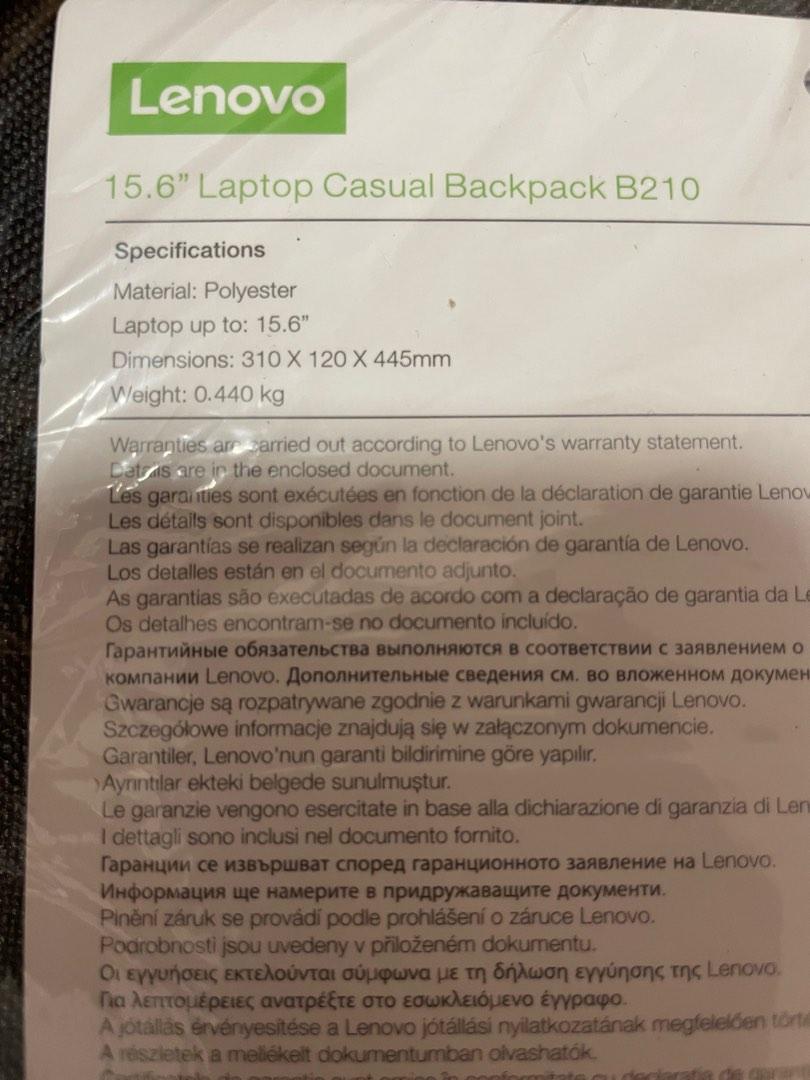 Lenovo
15.6” Laptop Casual Backpack B210
Specifications
Material: Polyester
Laptop up to: 15.6”
Dimensions: 310 X 120 X 445mm
Weight: 0.440 kg
Warranties are carried out according to Lenovo's warranty statement.
Details are in the enclosed document.
Les garanties sont exécutées en fonction de la déclaration de garantie Lenov
Les détails sont disponibles dans le document joint.
Las garantías se realizan según la declaración de garantía de Lenovo.
Los detalles están en el documento adjunto.
As garantias são executadas de acordo com a declaração de garantia da Le
Os detalhes encontram-se no documento incluído.
Гарантийные обязательства выполняются в соответствии с заявлением о
компании Lenovo. Дополнительные сведения см. во вложенном докумен
Gwarancje są rozpatrywane zgodnie z warunkami gwarancji Lenovo.
Szczegółowe informacje znajdują się w załączonym dokumencie.
Garantiler, Lenovo'nun garanti bildirimine göre yapılır.
Ayrıntılar ekteki belgede sunulmuştur.
Le garanzie vengono esercitate in base alla dichiarazione di garanzia di Len
I dettagli sono inclusi nel documento fornito.
Гаранции се извършват според гаранционното заявление на Lenovo.
Информация ще намерите в придружаващите документи.
Plnění záruk se provádí podle prohlášení o záruce Lenovo.
Podrobnosti jsou uvedeny v přiloženém dokumentu.
Οι εγγυήσεις εκτελούνται σύμφωνα με τη δήλωση εγγύησης της Lenovo.
Για λεπτομέρειες ανατρέξτε στο εσωκλειόμενο έγγραφο.
A jótállás érvényesítése a Lenovo jótállási nyilatkozatának megfelelően törté
A részletek a mellékelt dokumentumban olvashatók.